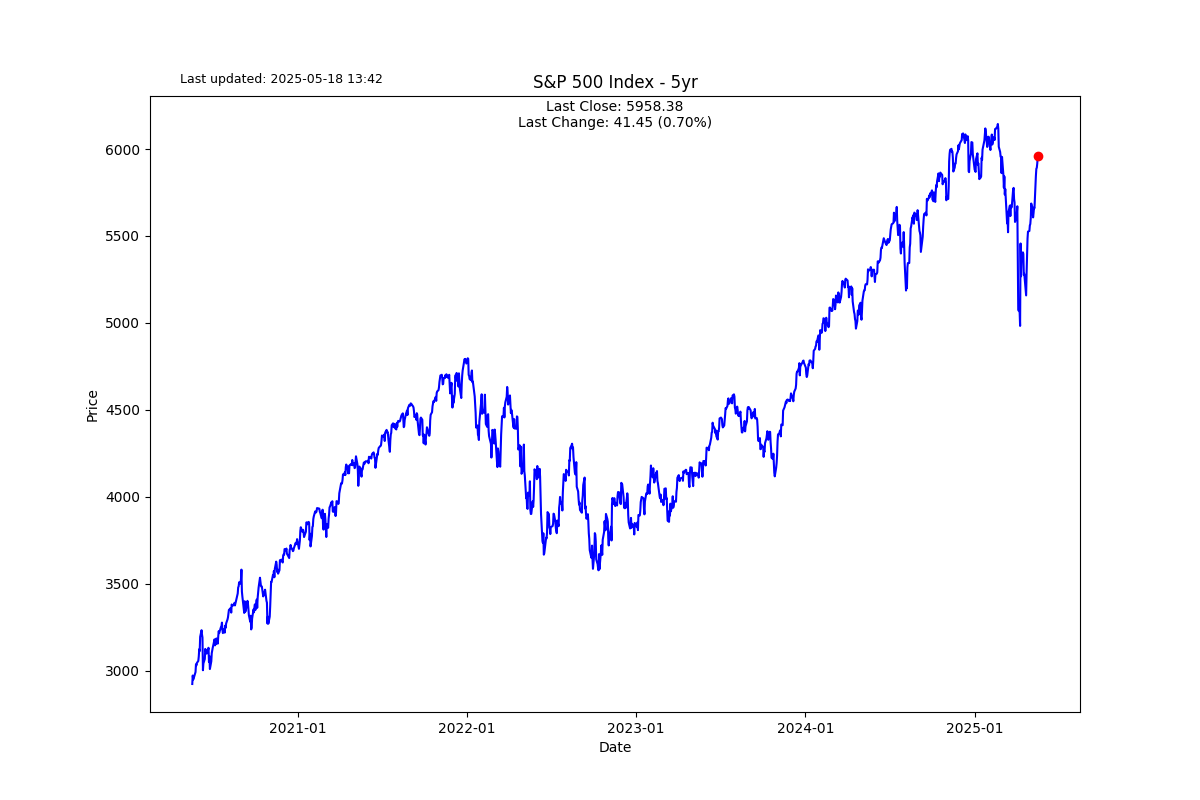 Last updated: 2025-05-18 13:42
S&P 500 Index - 5yr
Last Close: 5958.38
Last Change: 41.45 (0.70%)
Price
6000
5500
5000
4500
4000
3500
3000
2021-01
2022-01
2023-01
2024-01
2025-01
Date